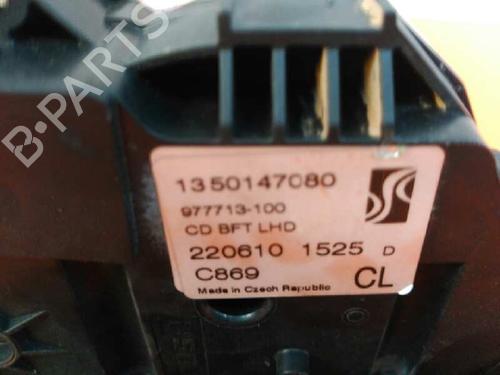 B-PARTS
1350147080
977713-100
CD BFT LHD
220610 1525 D
C869 CL
Made in Czech Republic